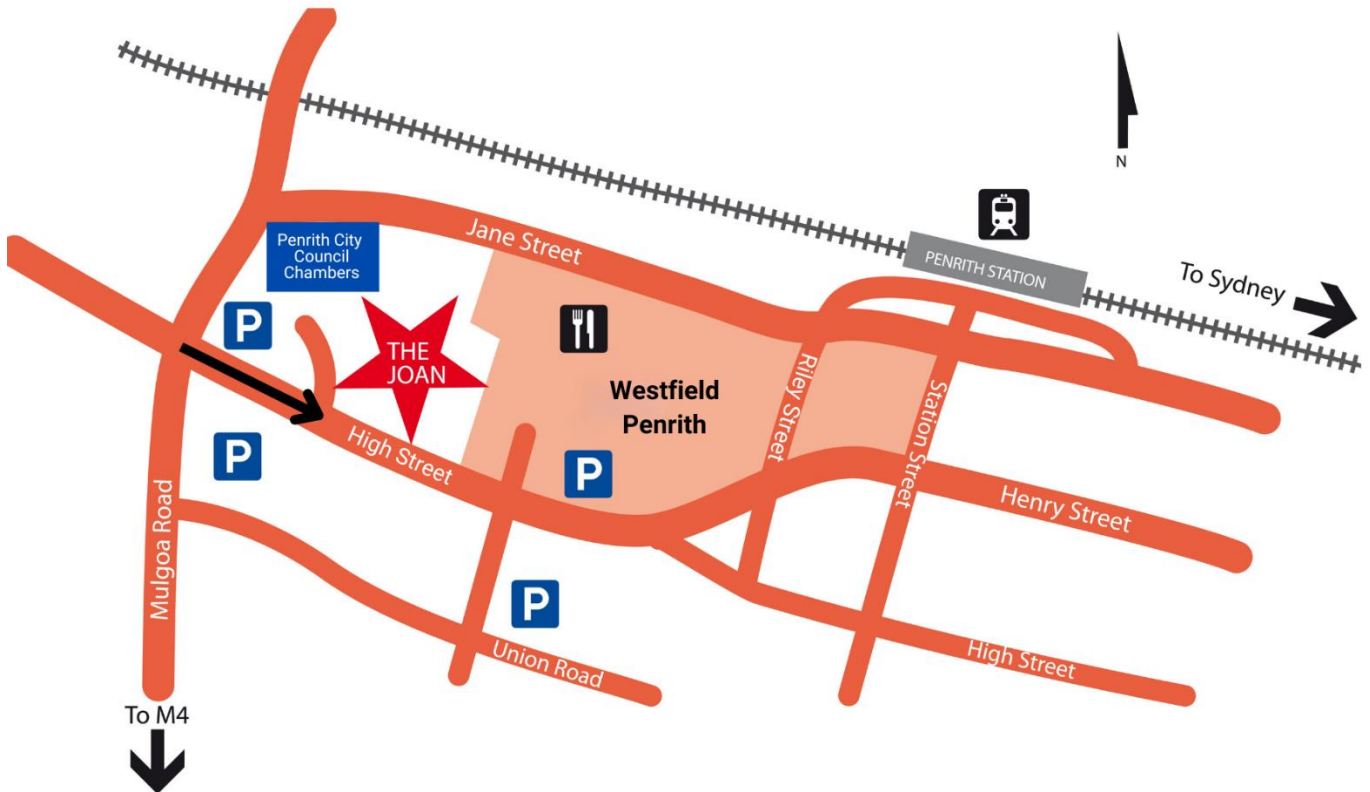 N
Penrith City
Council
Chambers
Jane Street
PENRITH STATION
To Sydney
P
THE
JOAN
Westfield
Penrith
Riley Street
Station Street
High Street
P
P
Henry Street
Mulgoa Road
P
Union Road
High Street
To M4